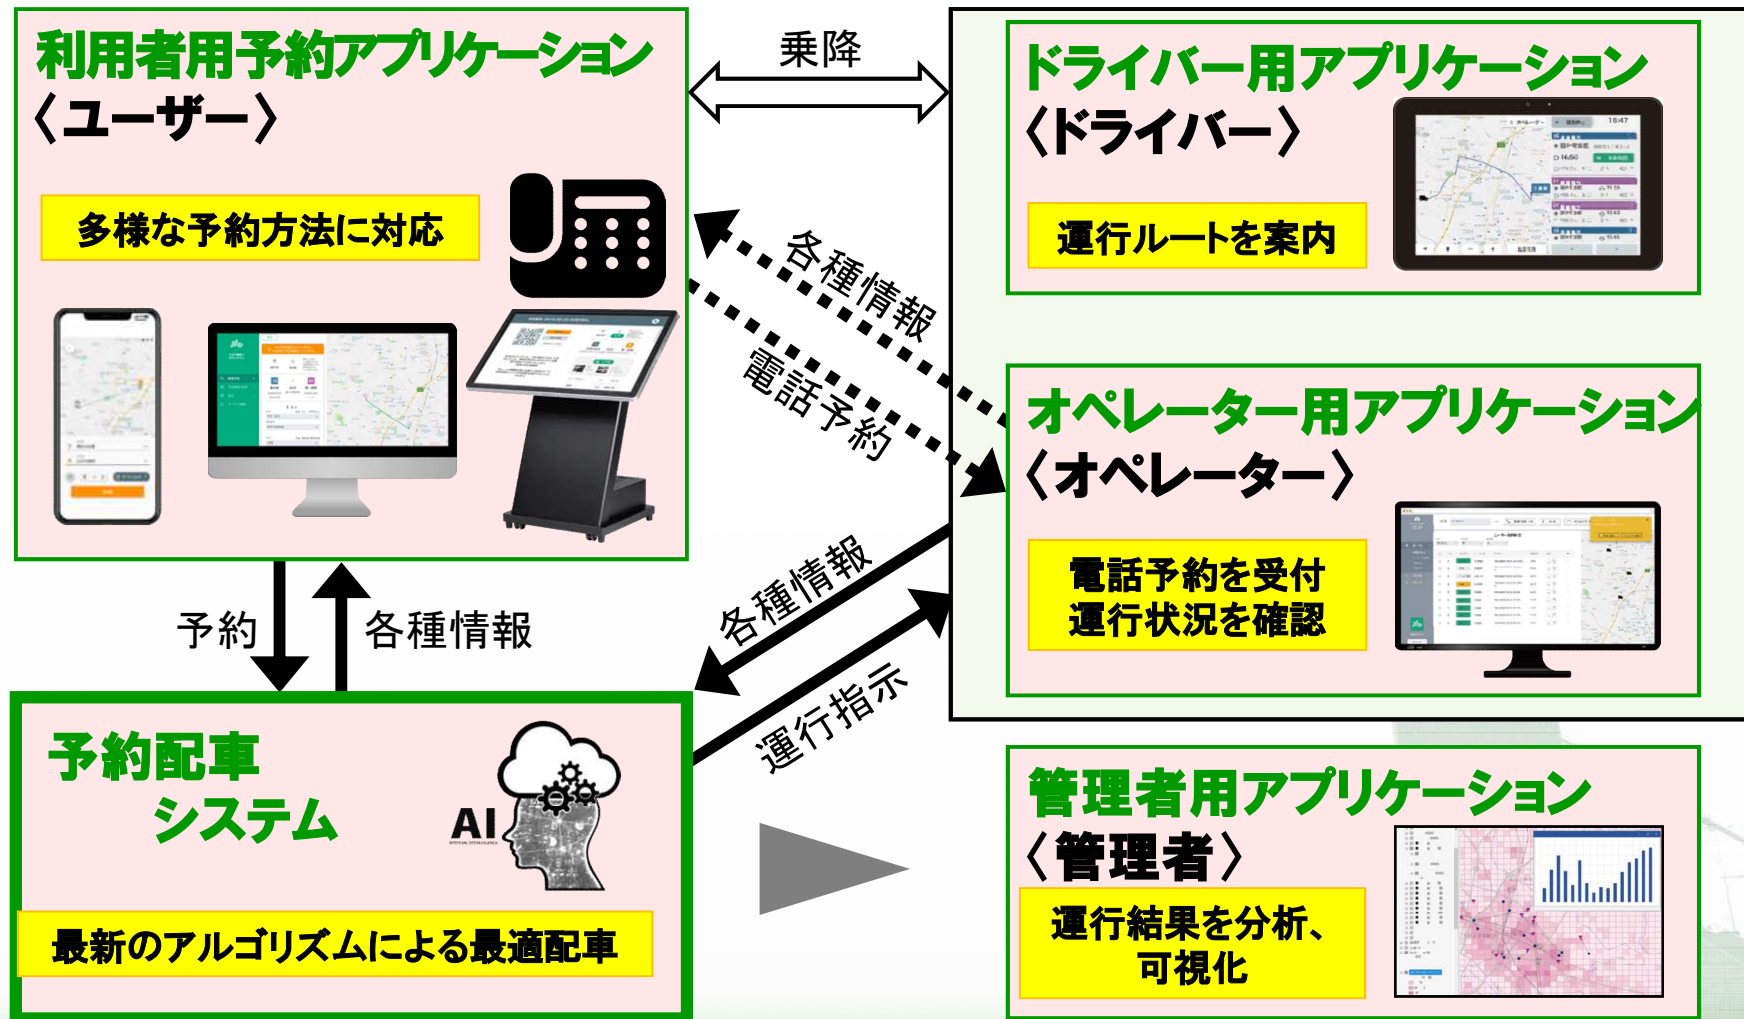 利用者用予約アプリケーション
〈ユーザー〉
多様な予約方法に対応
乗降
ドライバー用アプリケーション
〈ドライバー〉
運行ルートを案内
16:47
16:50
各種情報
電話予約
オペレーター用アプリケーション
〈オペレーター〉
電話予約を受付
運行状況を確認
予約
各種情報
各種情報
運行指示
予約配車
システム
AI
最新のアルゴリズムによる最適配車
管理者用アプリケーション
〈管理者〉
運行結果を分析、
可視化